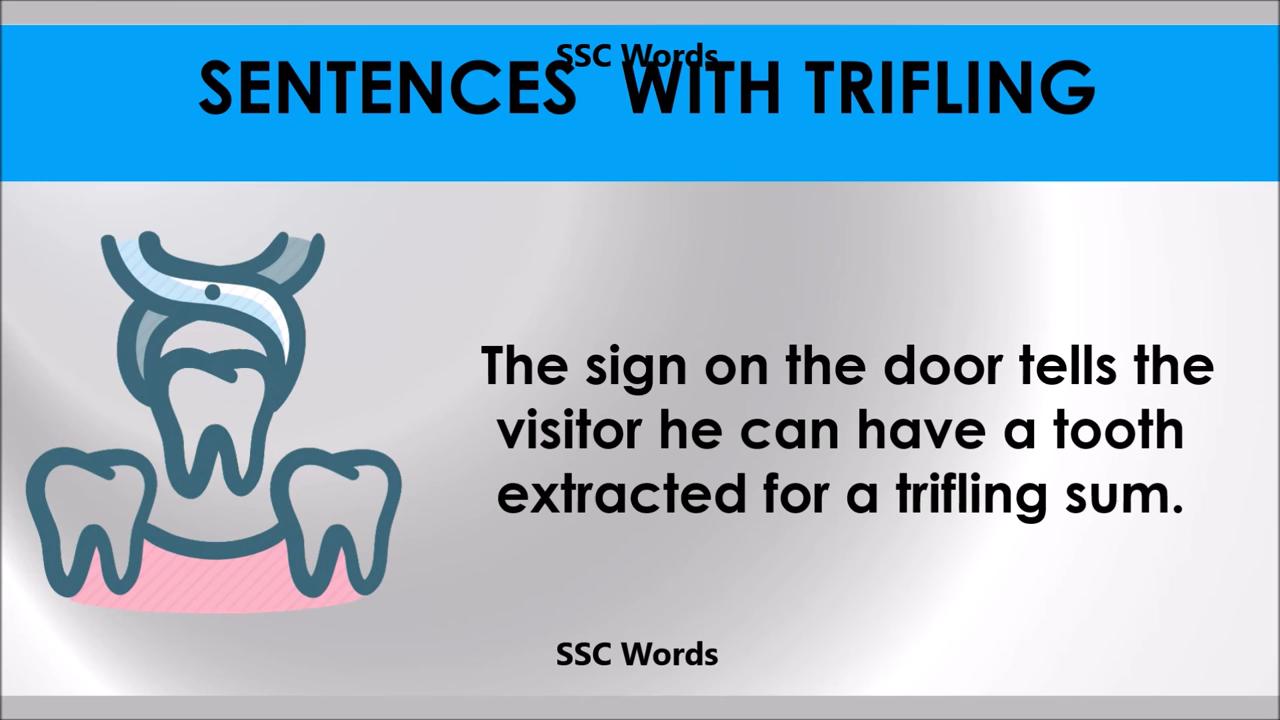 SSC Words
SENTENCES WITH TRIFLING
The sign on the door tells the
visitor he can have a tooth
extracted for a trifling sum.
SSC Words